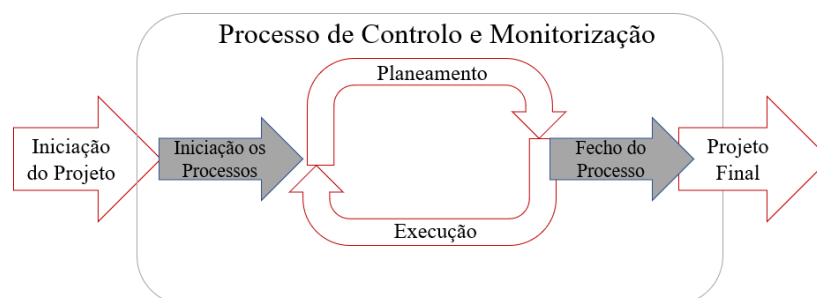 Processo de Controlo e Monitorização
Planeamento
Iniciação
do Projeto
Iniciação os
Processos
Fecho do
Processo
Projeto
Final
Execução